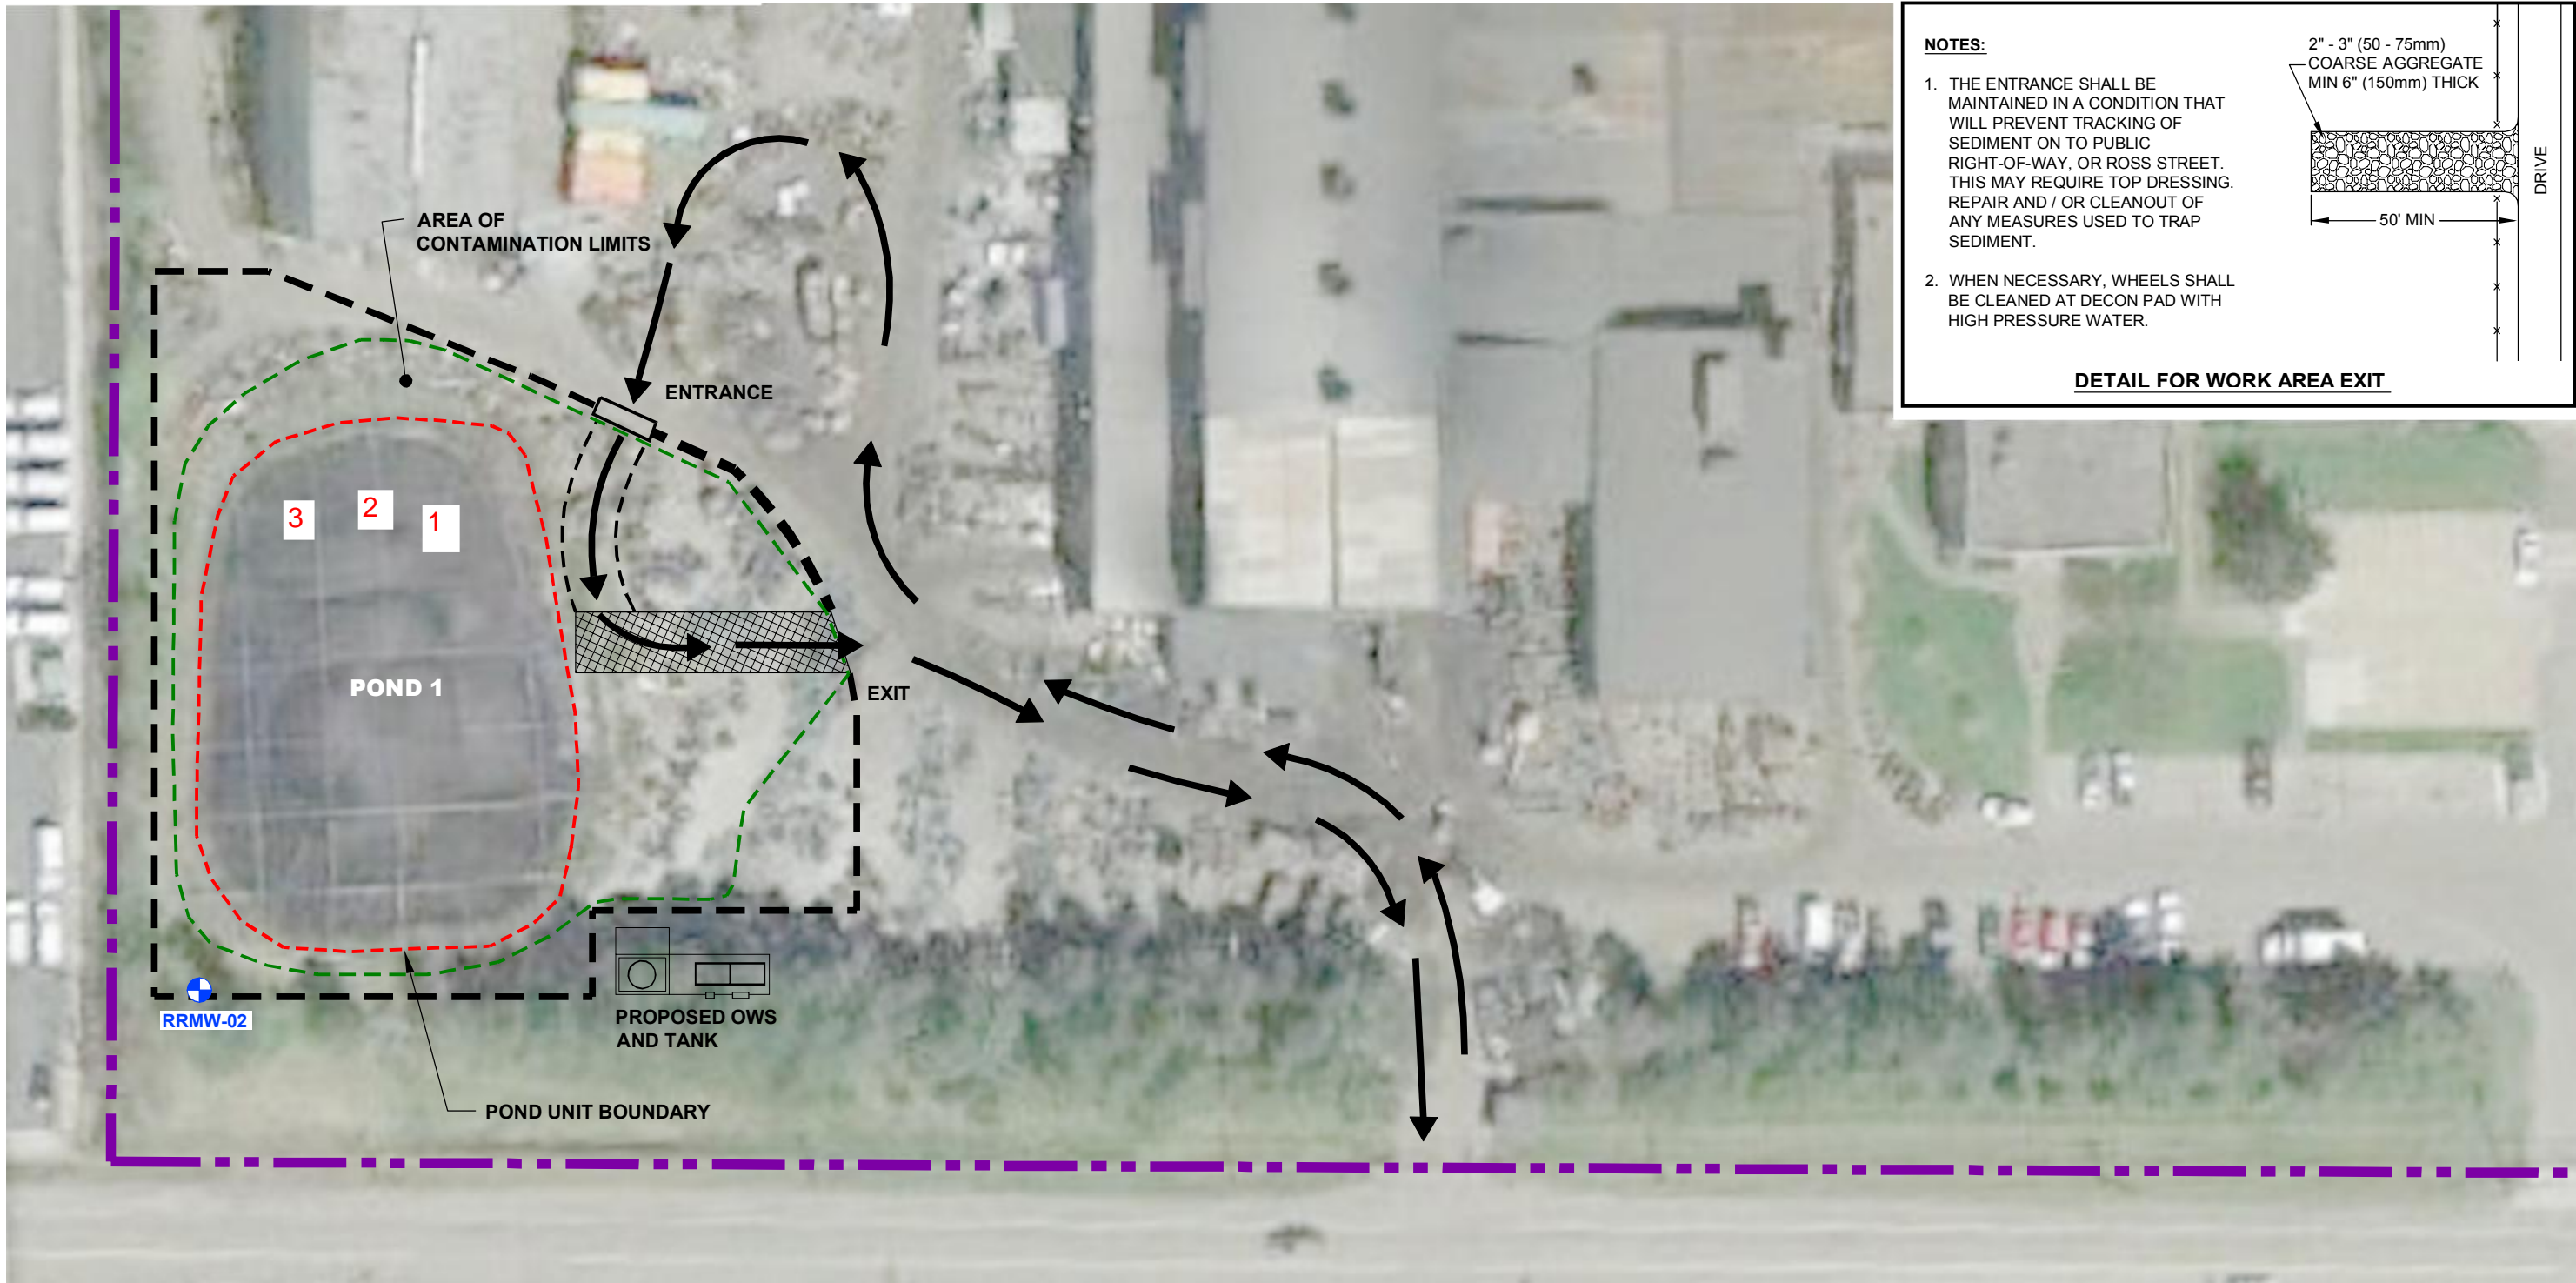 NOTES:
1. THE ENTRANCE SHALL BE
MAINTAINED IN A CONDITION THAT
WILL PREVENT TRACKING OF
SEDIMENT ON TO PUBLIC
RIGHT-OF-WAY, OR ROSS STREET.
THIS MAY REQUIRE TOP DRESSING.
REPAIR AND / OR CLEANOUT OF
ANY MEASURES USED TO TRAP
SEDIMENT.
2. WHEN NECESSARY, WHEELS SHALL
BE CLEANED AT DECON PAD WITH
HIGH PRESSURE WATER.
2" - 3" (50 - 75mm)
COARSE AGGREGATE
MIN 6" (150mm) THICK
DRIVE
50' MIN
DETAIL FOR WORK AREA EXIT
AREA OF
CONTAMINATION LIMITS
ENTRANCE
3
2
1
POND 1
EXIT
RRMW-02
PROPOSED OWS
AND TANK
POND UNIT BOUNDARY